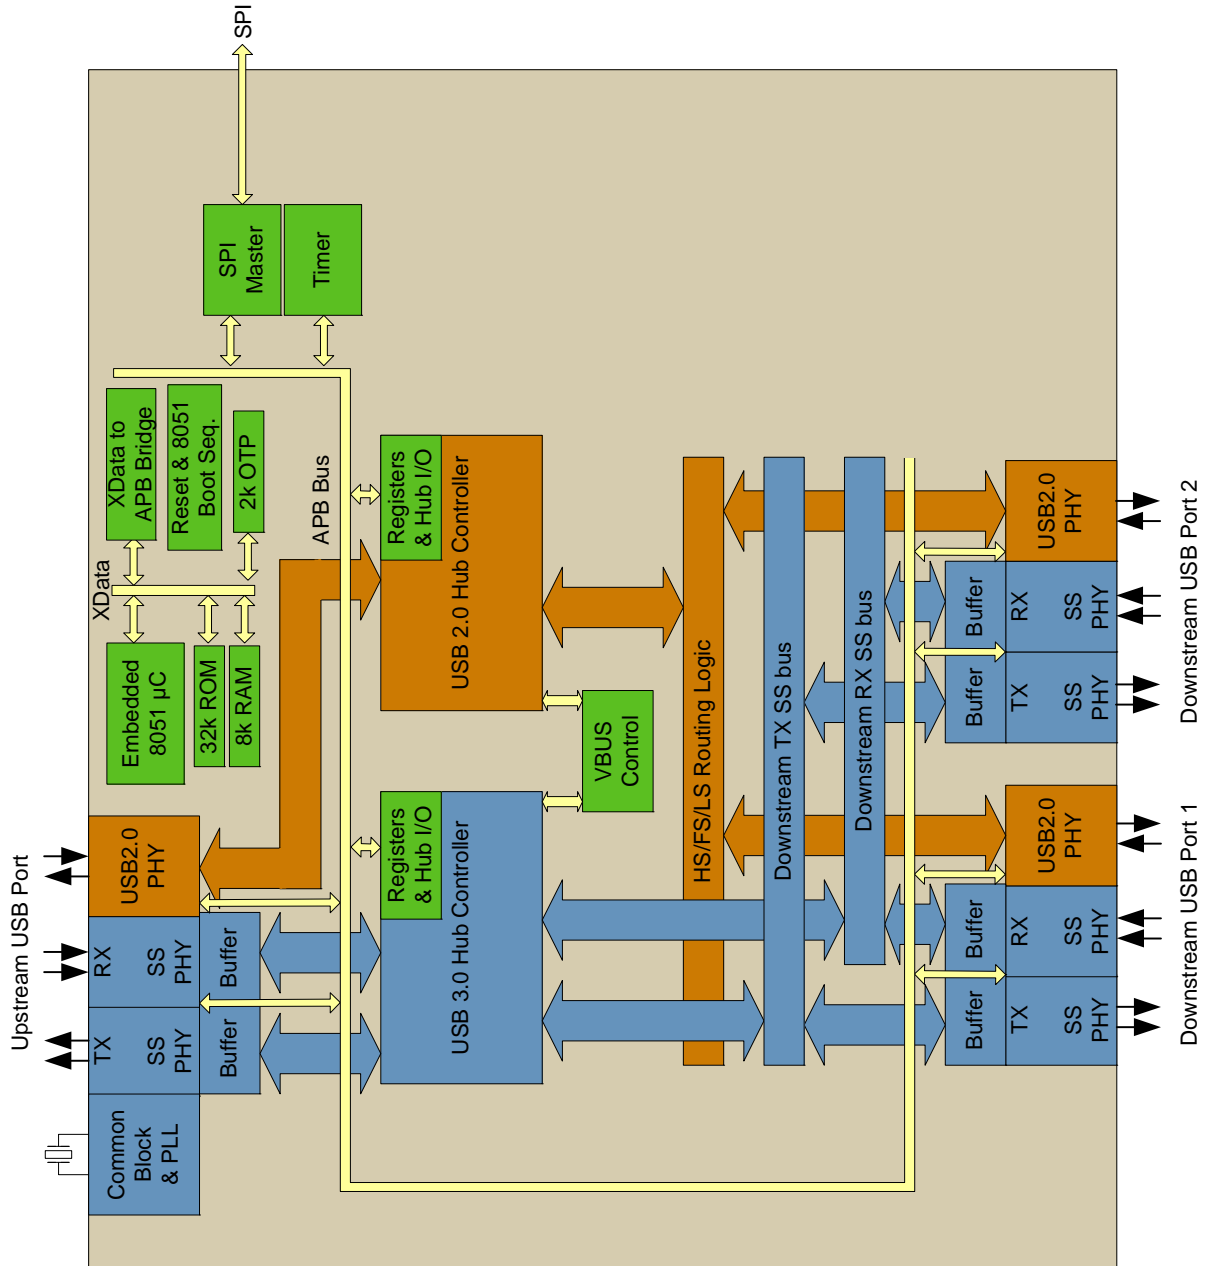 SPI
SPI
Master
Timer
XData to
APB Bridge
Reset & 8051
Boot Seq.
2k OTP
APB Bus
XData
Embedded
8051 µC
32k ROM
8k RAM
Registers
& Hub I/O
USB 2.0 Hub Controller
VBUS
Control
Registers
& Hub I/O
USB 3.0 Hub Controller
Upstream USB Port
USB2.0
PHY
RX
SS
PHY
Buffer
TX
SS
PHY
Buffer
Common
Block
& PLL
HS/FS/LS Routing Logic
Downstream TX SS bus
Downstream RX SS bus
USB2.0
PHY
Buffer
RX
SS
PHY
Buffer
TX
SS
PHY
Downstream USB Port 2
USB2.0
PHY
Buffer
RX
SS
PHY
Buffer
TX
SS
PHY
Downstream USB Port 1